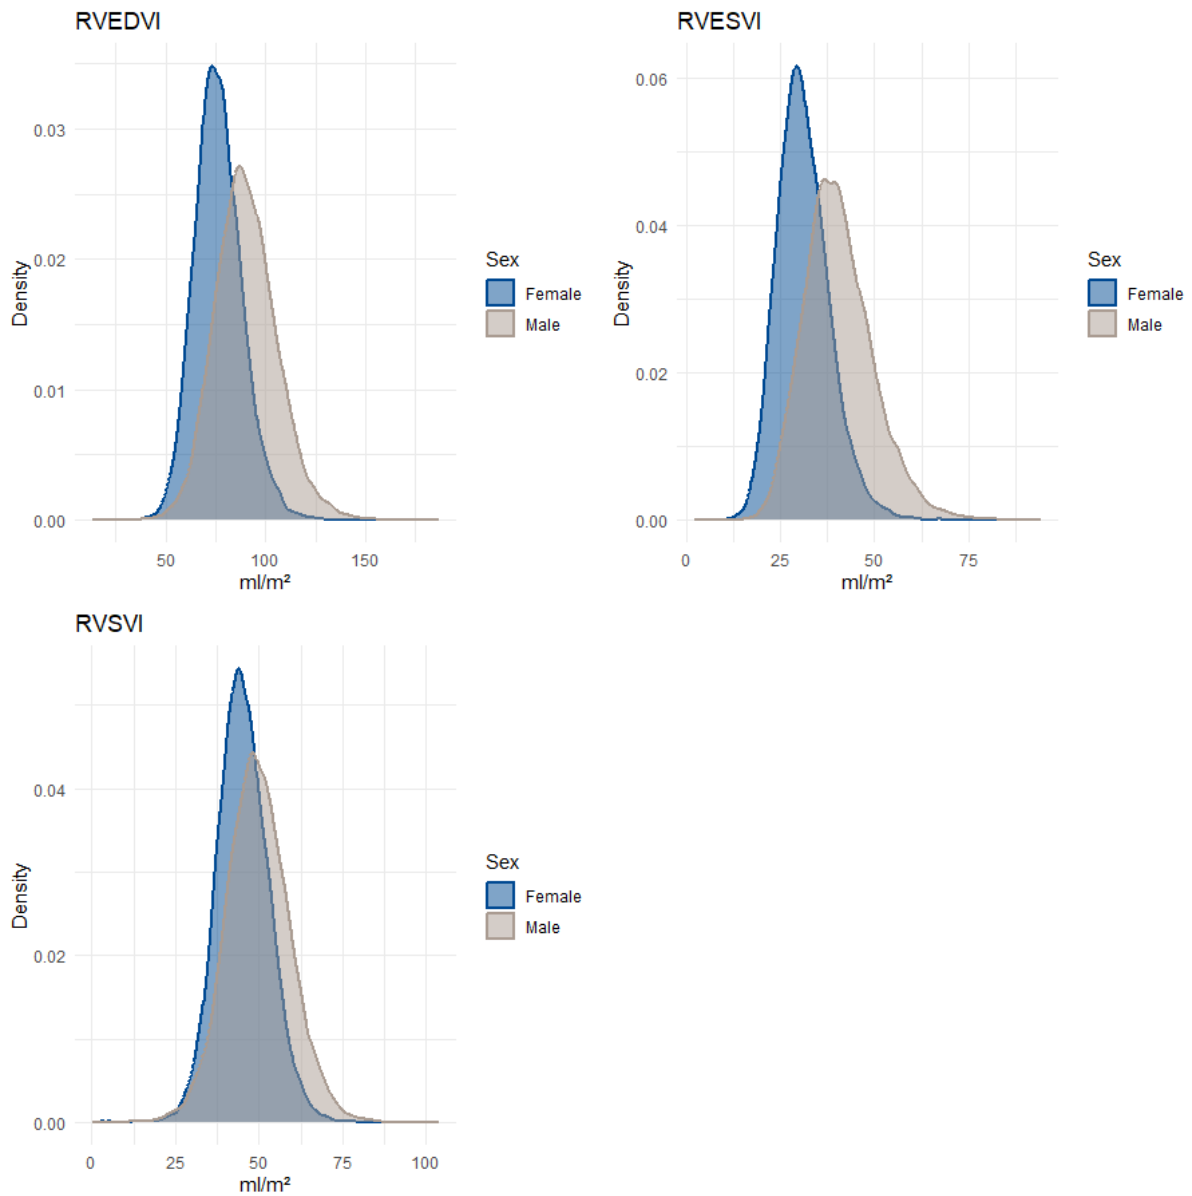 RVEDVI
Density
0.03
0.02
0.01
0.00
50 100 150
ml/m²
Sex
Female
Male
RVESVI
Density
0.06
0.04
0.02
0.00
0 25 50 75
ml/m²
Sex
Female
Male
RVSVI
Density
0.04
0.02
0.00
0 25 50 75 100
ml/m²
Sex
Female
Male